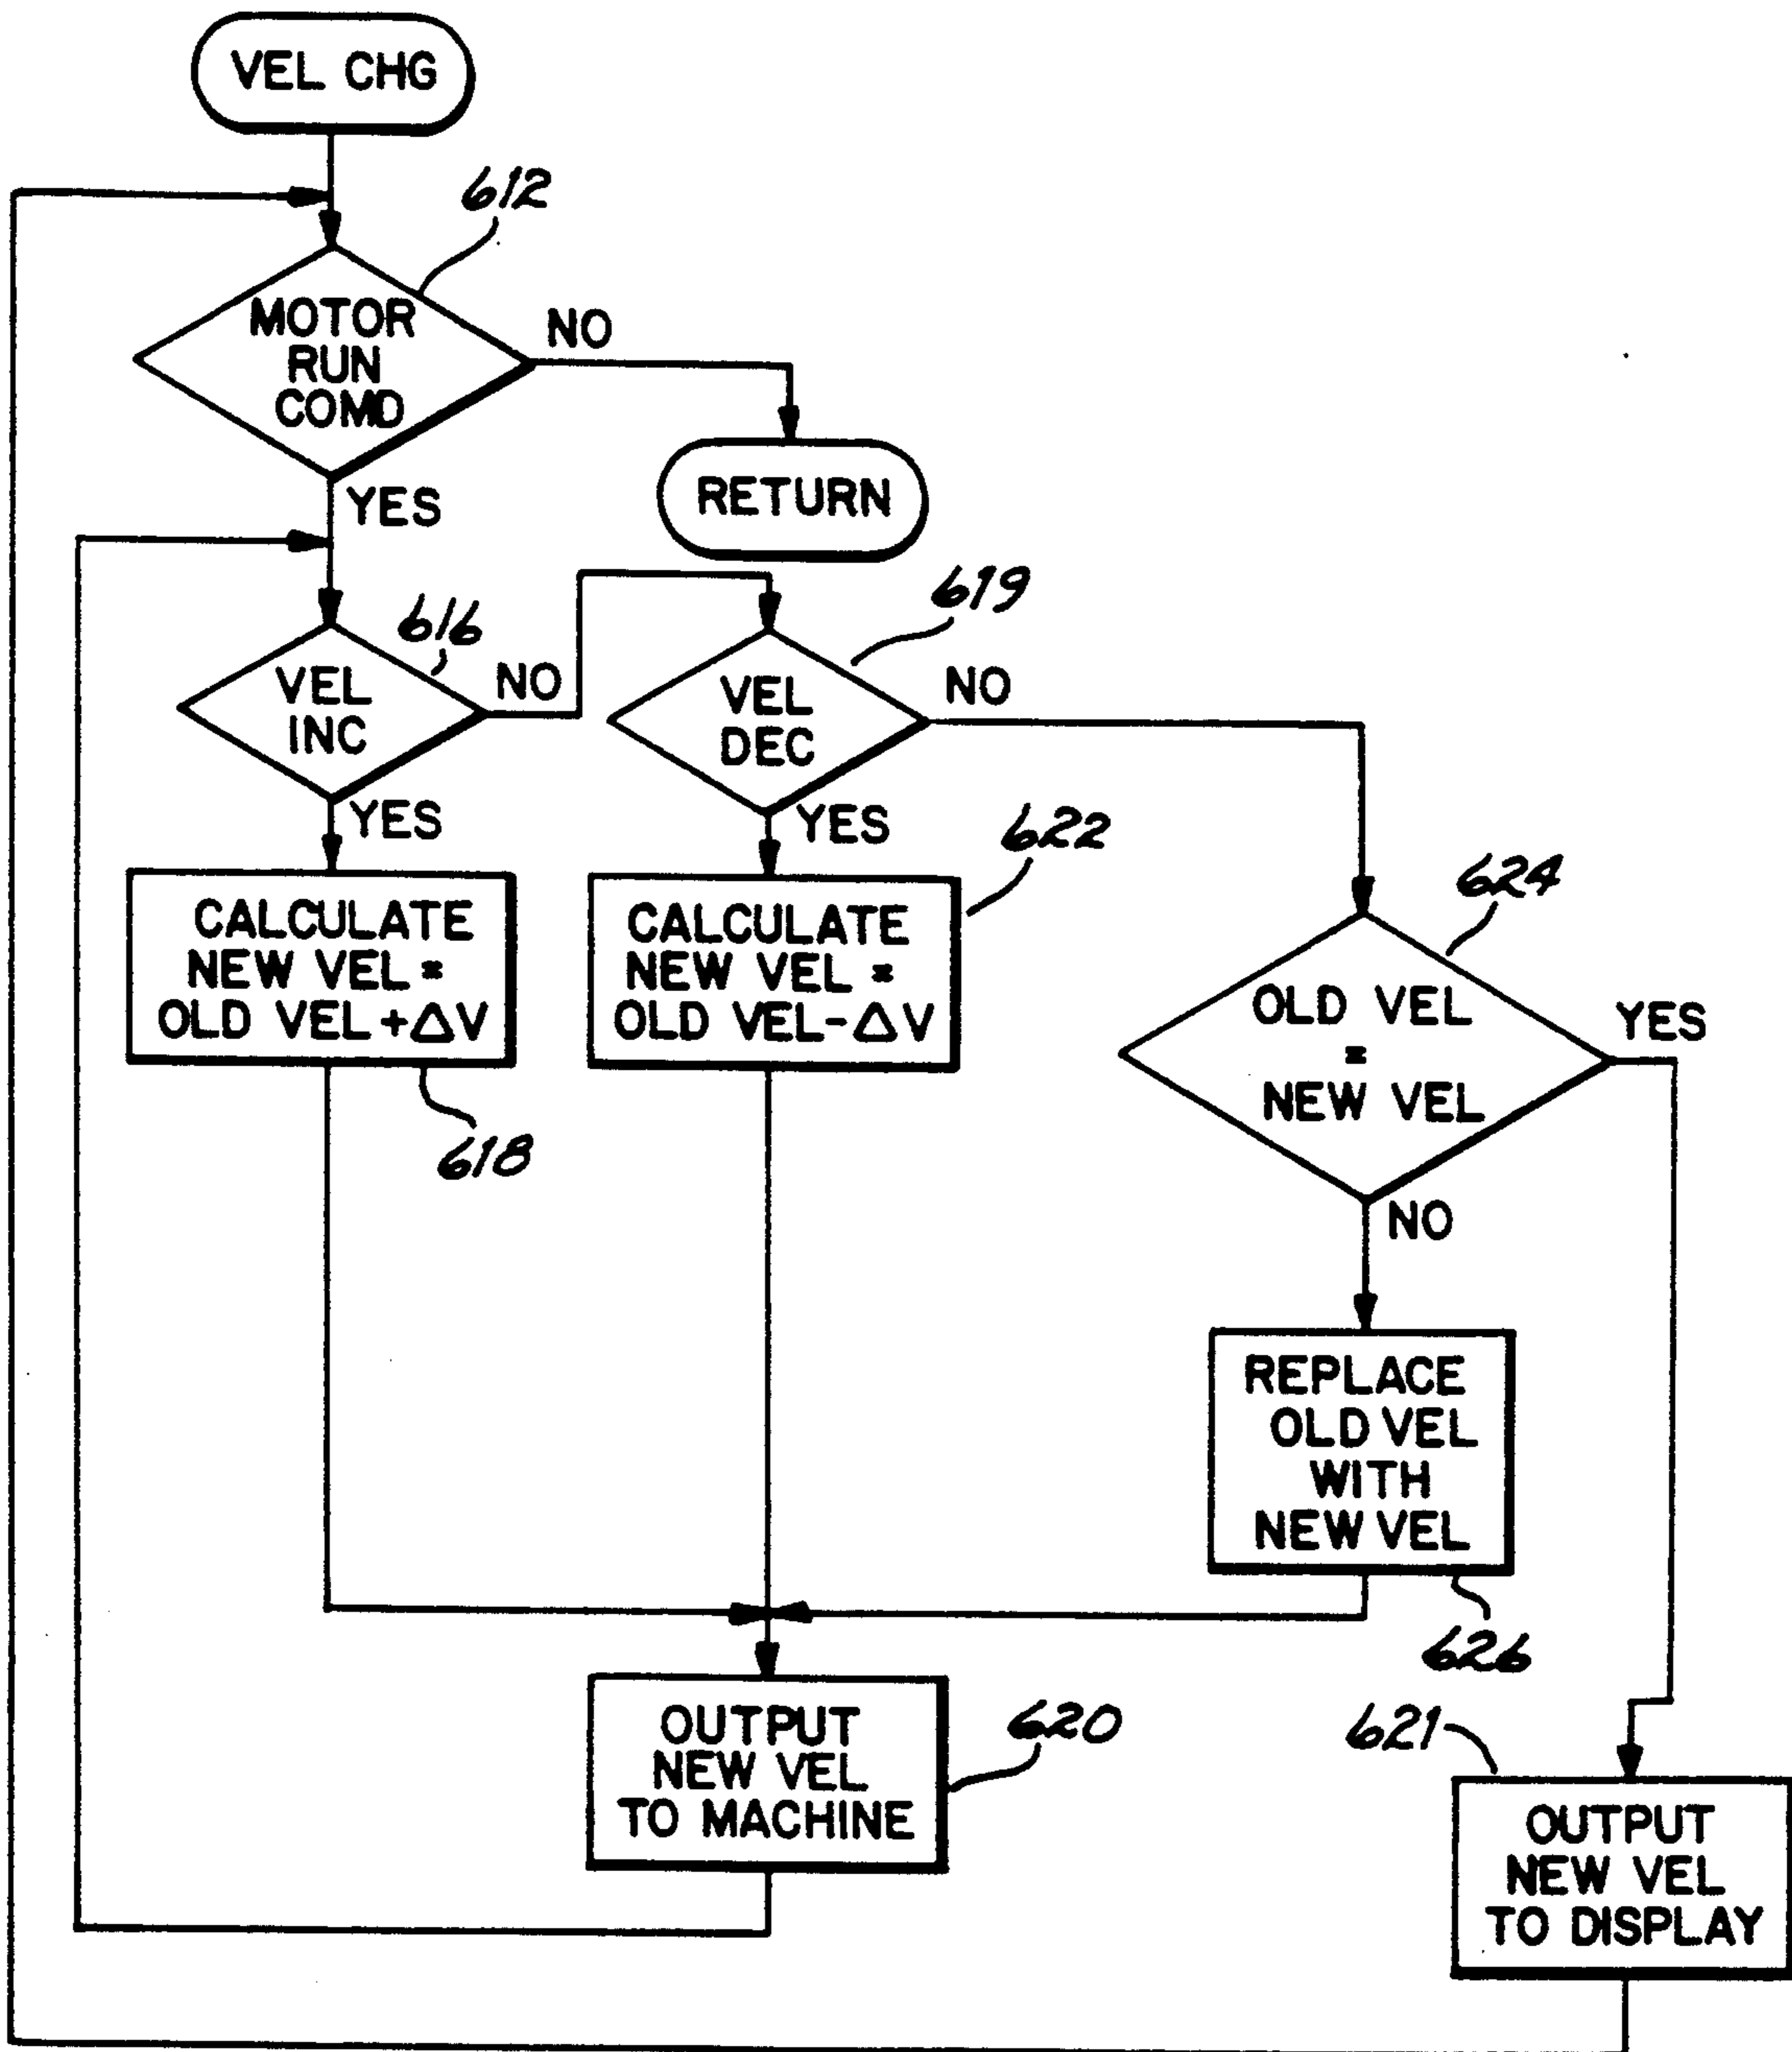 VEL CHG
612
MOTOR
RUN
COMD
NO
YES
RETURN
616
VEL
INC
NO
619
VEL
DEC
NO
YES
YES
622
CALCULATE
NEW VEL =
OLD VEL+ΔV
618
CALCULATE
NEW VEL =
OLD VEL-ΔV
624
OLD VEL
=
NEW VEL
YES
NO
REPLACE
OLD VEL
WITH
NEW VEL
626
OUTPUT
NEW VEL
TO MACHINE
620
621
OUTPUT
NEW VEL
TO DISPLAY